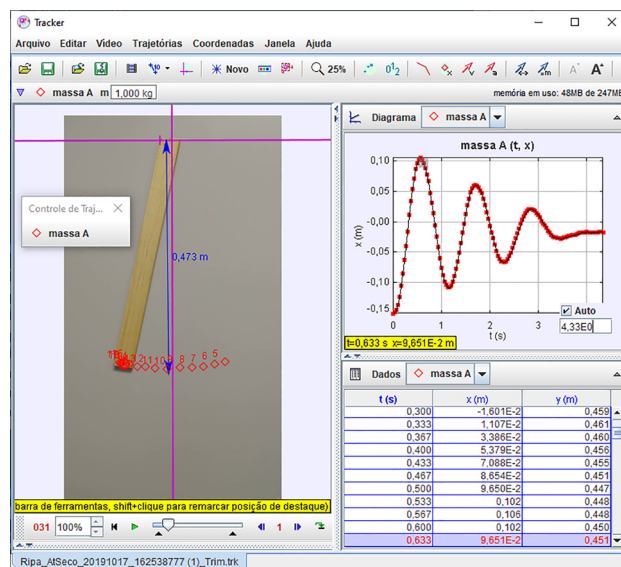 Tracker
Arquivo Editar Vídeo Trajetórias Coordenadas Janela Ajuda
Novo 25%
massa A m 1,000 kg memória em uso: 48MB de 247MB
Diagrama massa A
massa A (t, x)
0,10
0,05
-0,00
-0,05
-0,10
-0,15
x (m)
0 1 2 3
t (s)
Auto
4,33E0
t=0,633 s x=9,651E-2 m
Controle de Traj...
massa A
0,473 m
11 10 9 8 7 6 5
Dados massa A
t (s) x (m) y (m)
0,300 -1,601E-2 0,459
0,333 1,107E-2 0,461
0,367 3,386E-2 0,460
0,400 5,379E-2 0,456
0,433 7,088E-2 0,455
0,467 8,654E-2 0,451
0,500 9,650E-2 0,447
0,533 0,102 0,448
0,567 0,106 0,448
0,600 0,102 0,450
0,633 9,651E-2 0,451
barra de ferramentas, shift+clique para remarcar posição de destaque)
031 100% 1
Ripa_AtSeco_20191017_162538777 (1)_Trim.trk